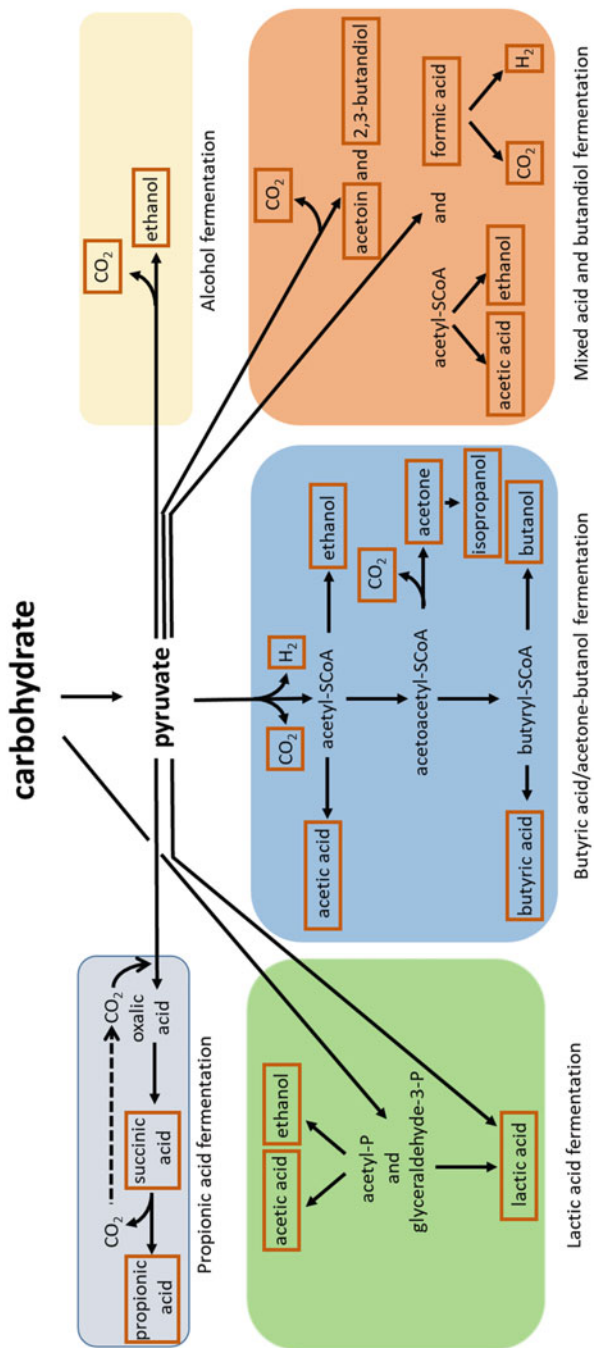 carbohydrate
pyruvate
CO2
CO2
oxalic
acid
succinic
acid
propionic
acid
Propionic acid fermentation
CO2
ethanol
Alcohol fermentation
acetic acid
ethanol
acetyl-P
and
glyceraldehyde-3-P
lactic acid
Lactic acid fermentation
CO2
H2
acetic acid
acetyl-SCoA
ethanol
CO2
acetoacetyl-SCoA
acetone
isopropanol
butyric acid
butyryl-SCoA
butanol
Butyric acid/acetone-butanol fermentation
CO2
acetoin and 2,3-butandiol
acetyl-SCoA
and
formic acid
acetic acid
ethanol
CO2
H2
Mixed acid and butandiol fermentation